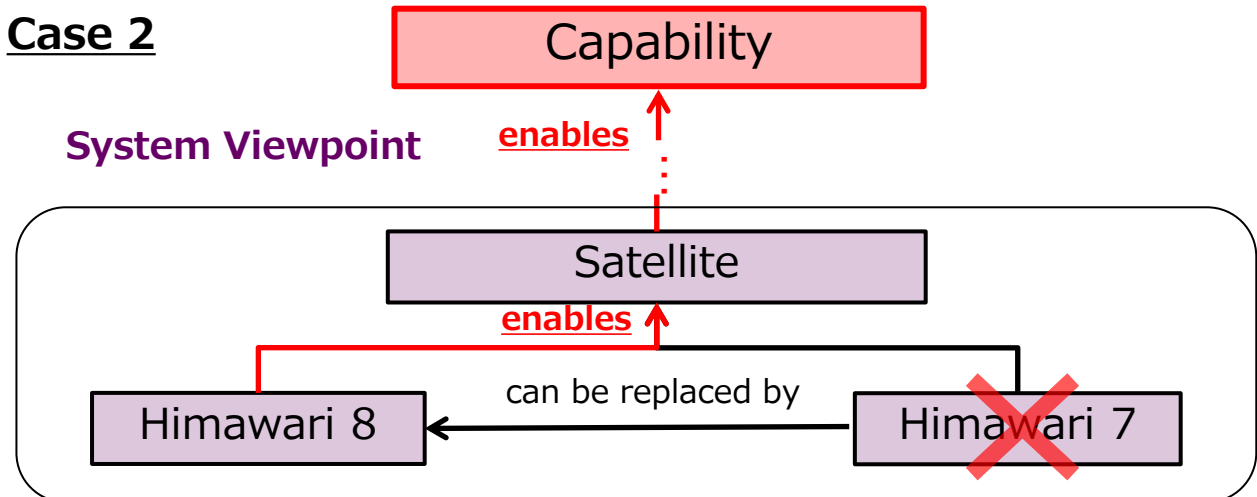 Case 2
Capability
enables
System Viewpoint
Satellite
enables
can be replaced by
Himawari 8
Himawari 7